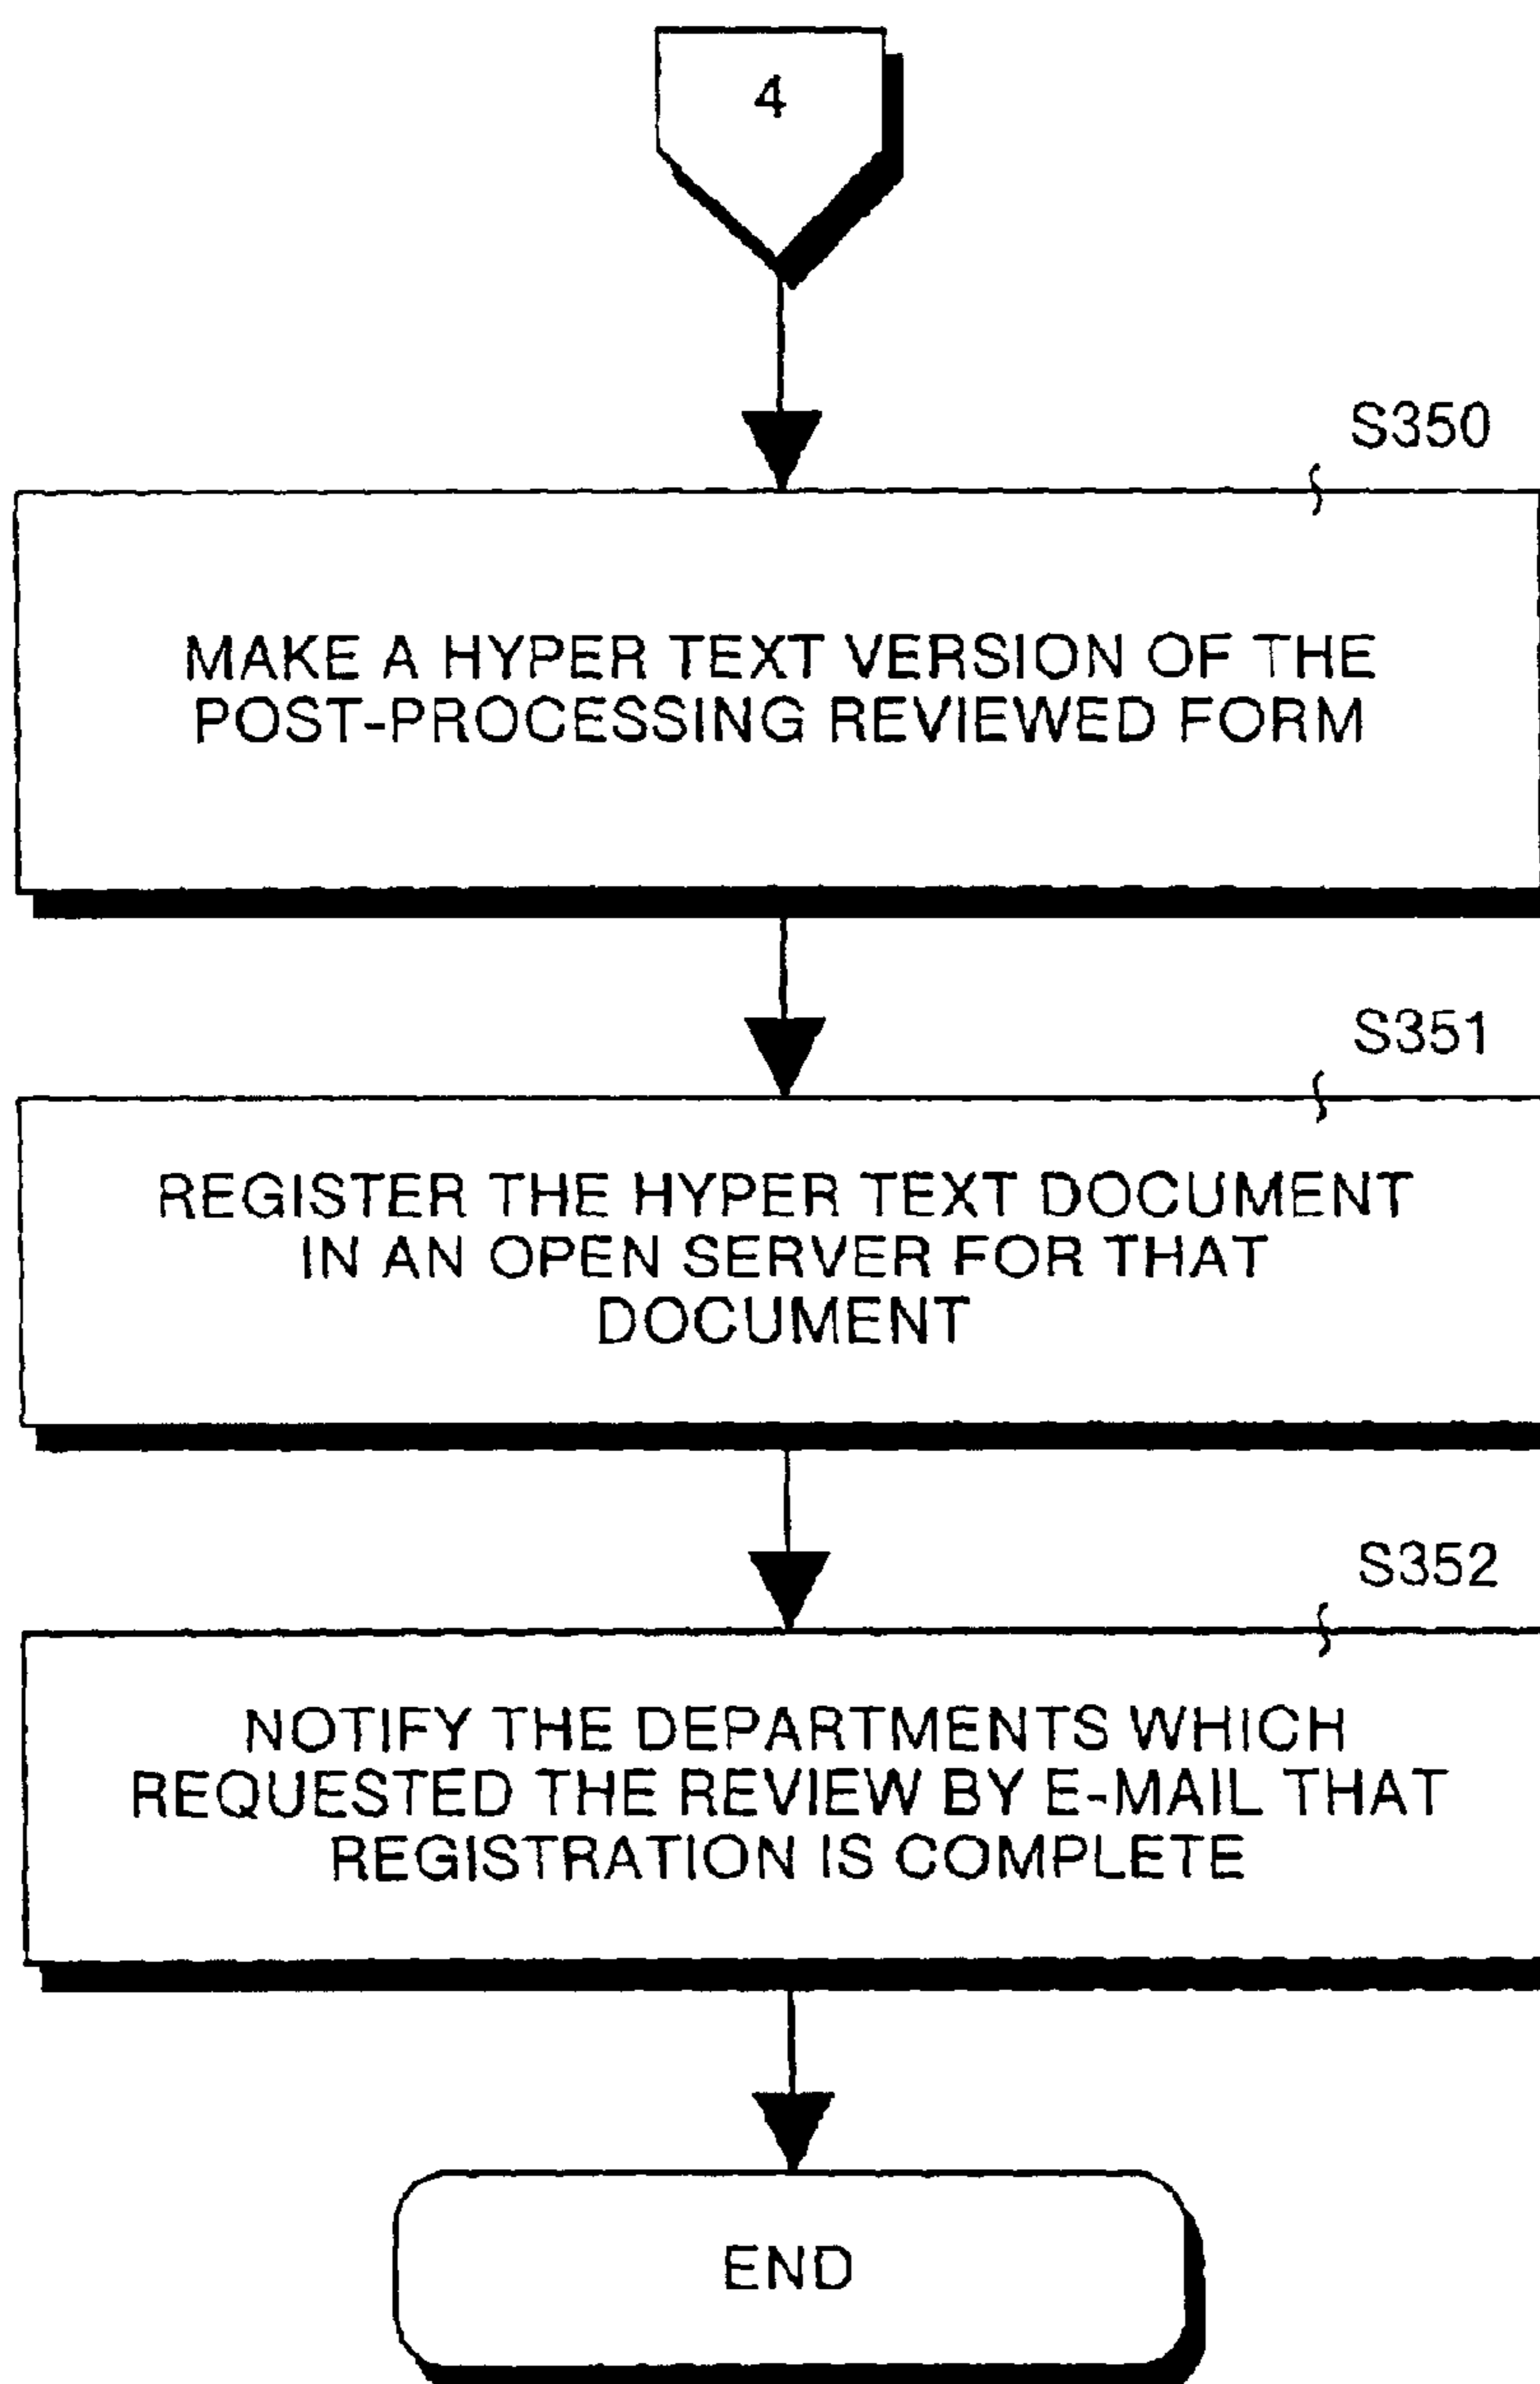 4
S350
MAKE A HYPER TEXT VERSION OF THE
POST-PROCESSING REVIEWED FORM
S351
REGISTER THE HYPER TEXT DOCUMENT
IN AN OPEN SERVER FOR THAT
DOCUMENT
S352
NOTIFY THE DEPARTMENTS WHICH
REQUESTED THE REVIEW BY E-MAIL THAT
REGISTRATION IS COMPLETE
END